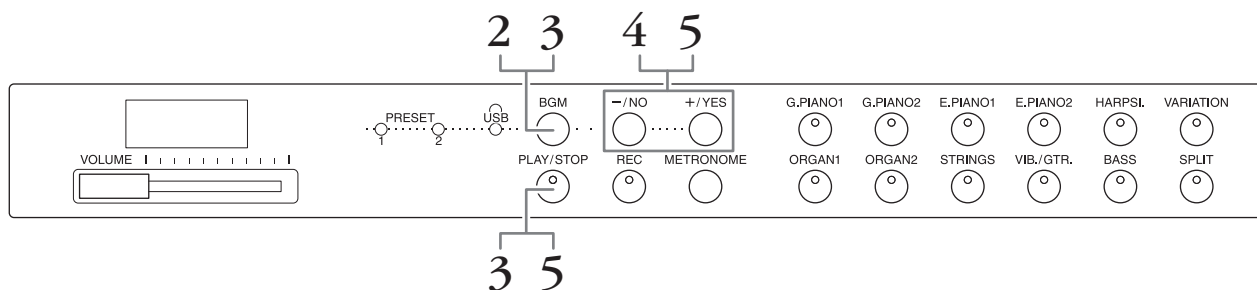 2 3 4 5
BGM −/NO +/YES G.PIANO1 G.PIANO2 E.PIANO1 E.PIANO2 HARPSI. VARIATION
PRESET USB
1 2
VOLUME PLAY/STOP REC METRONOME ORGAN1 ORGAN2 STRINGS VIB./GTR. BASS SPLIT
3 5